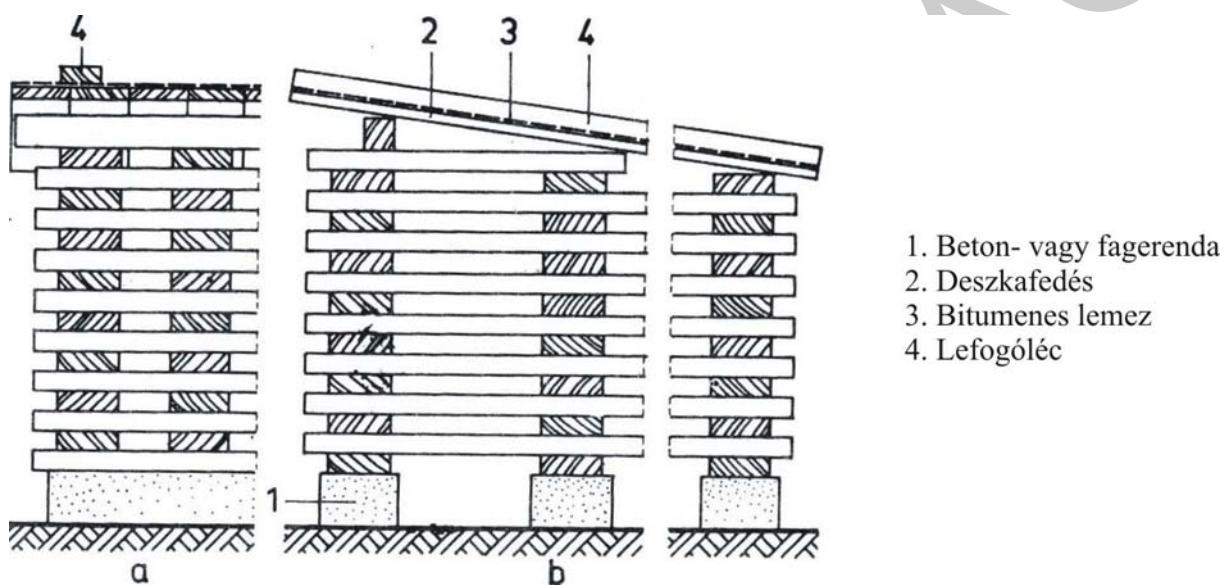 4
2 3 4
1
a
b
1. Beton- vagy fagerenda
2. Deszkafedés
3. Bitumenes lemez
4. Lefogóléc